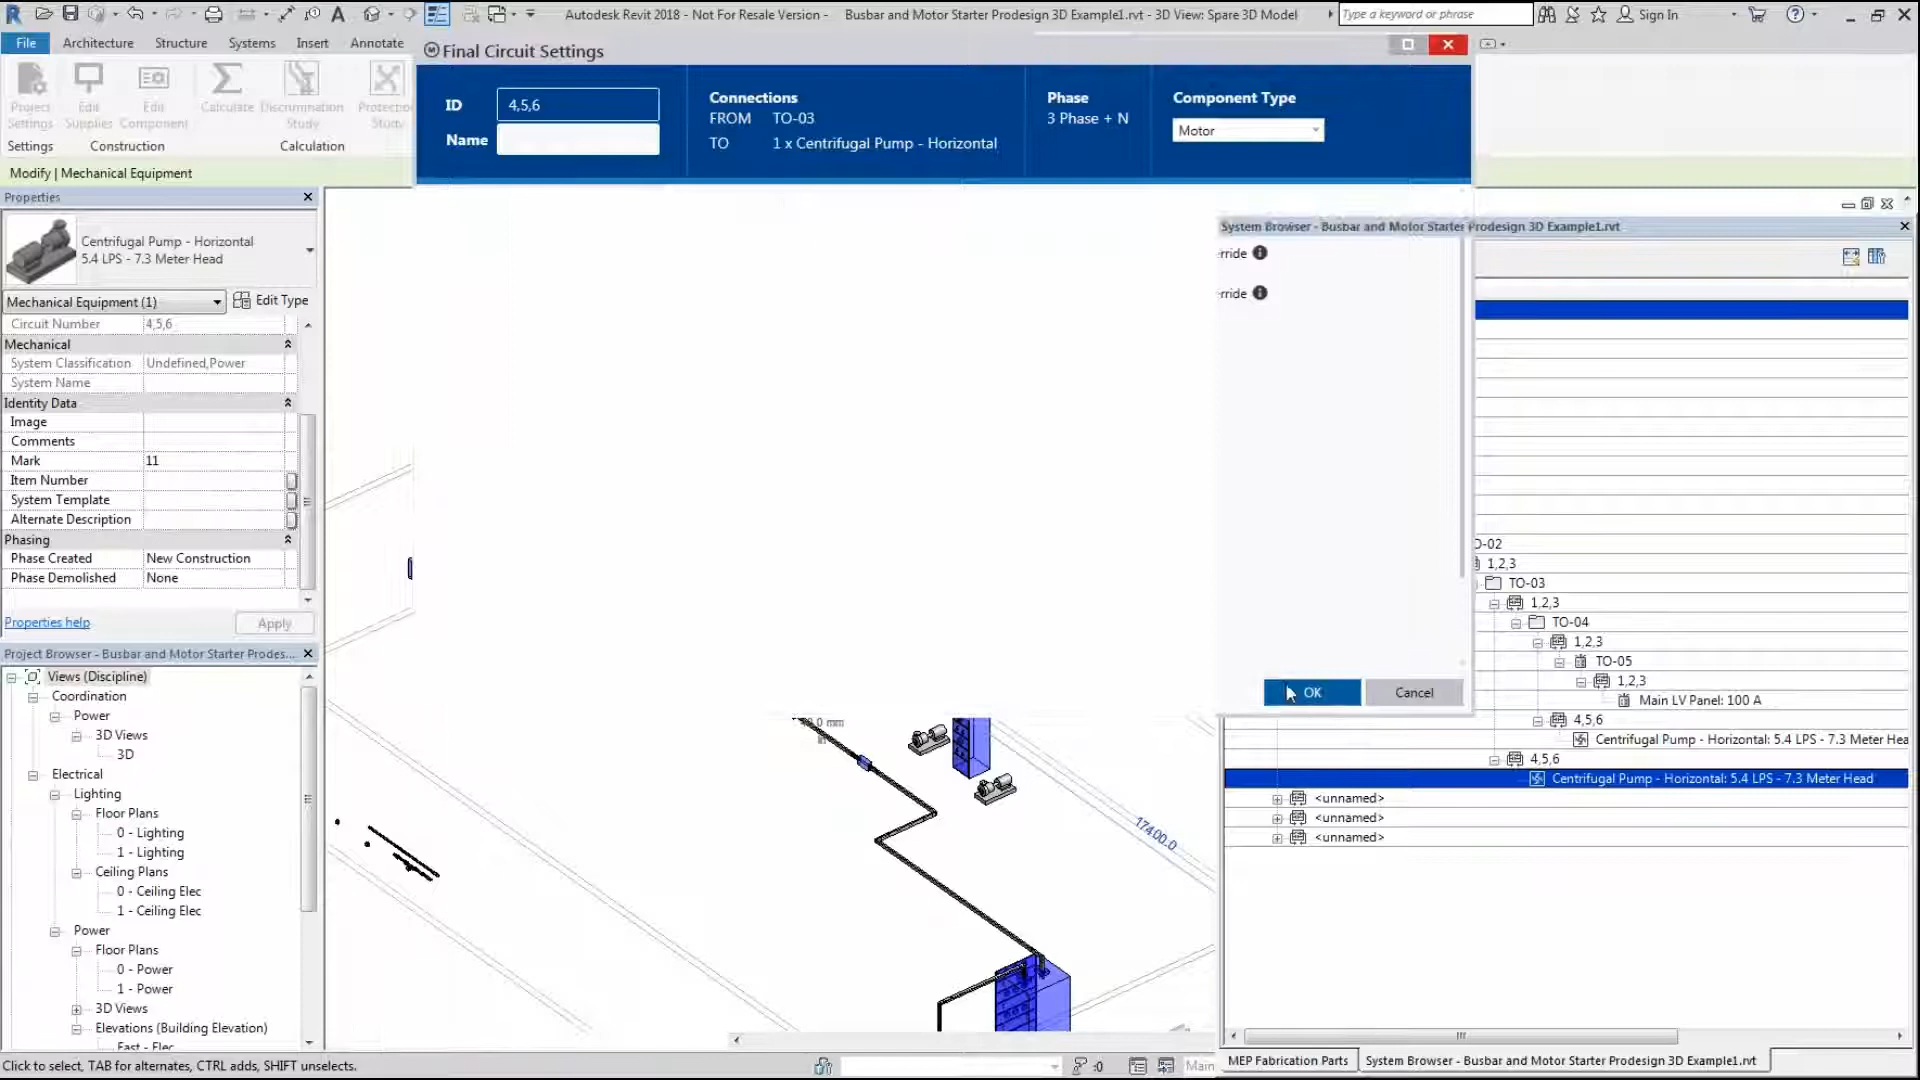 Autodesk Revit 2018 - Not For Resale Version - Busbar and Motor Starter Prodesign 3D Example1.rvt - 3D View: Spare 3D Model
Type a keyword or phrase
Sign In
File
Architecture
Structure
Systems
Insert
Annotate
Final Circuit Settings
Project
Settings
Edit
Supplies
Edit
Component
Calculate
Discrimination
Study
Study
Settings
Construction
Calculation
ID
4,5,6
Name
Connections
FROM TO-03
TO 1 x Centrifugal Pump - Horizontal
Phase
3 Phase + N
Component Type
Motor
Modify | Mechanical Equipment
Properties
Centrifugal Pump - Horizontal
5.4 LPS - 7.3 Meter Head
Mechanical Equipment (1)
Edit Type
Circuit Number 4,5,6
Mechanical
System Classification Undefined,Power
System Name
Identity Data
Image
Comments
Mark 11
Item Number
System Template
Alternate Description
Phasing
Phase Created New Construction
Phase Demolished None
Properties help
Apply
Project Browser - Busbar and Motor Starter Prodes...
Views (Discipline)
Coordination
Power
3D Views
3D
Electrical
Lighting
Floor Plans
0 - Lighting
1 - Lighting
Ceiling Plans
0 - Ceiling Elec
1 - Ceiling Elec
Power
Floor Plans
0 - Power
1 - Power
3D Views
Elevations (Building Elevation)
East - Elec
17400.0
System Browser - Busbar and Motor Starter Prodesign 3D Example1.rvt
rride
rride
OK
Cancel
O-02
1,2,3
TO-03
1,2,3
TO-04
1,2,3
TO-05
1,2,3
Main LV Panel: 100 A
4,5,6
Centrifugal Pump - Horizontal: 5.4 LPS - 7.3 Meter Hea
4,5,6
Centrifugal Pump - Horizontal: 5.4 LPS - 7.3 Meter Head
<unnamed>
<unnamed>
<unnamed>
MEP Fabrication Parts
System Browser - Busbar and Motor Starter Prodesign 3D Example1.rvt
Click to select, TAB for alternates, CTRL adds, SHIFT unselects.
:0
Main